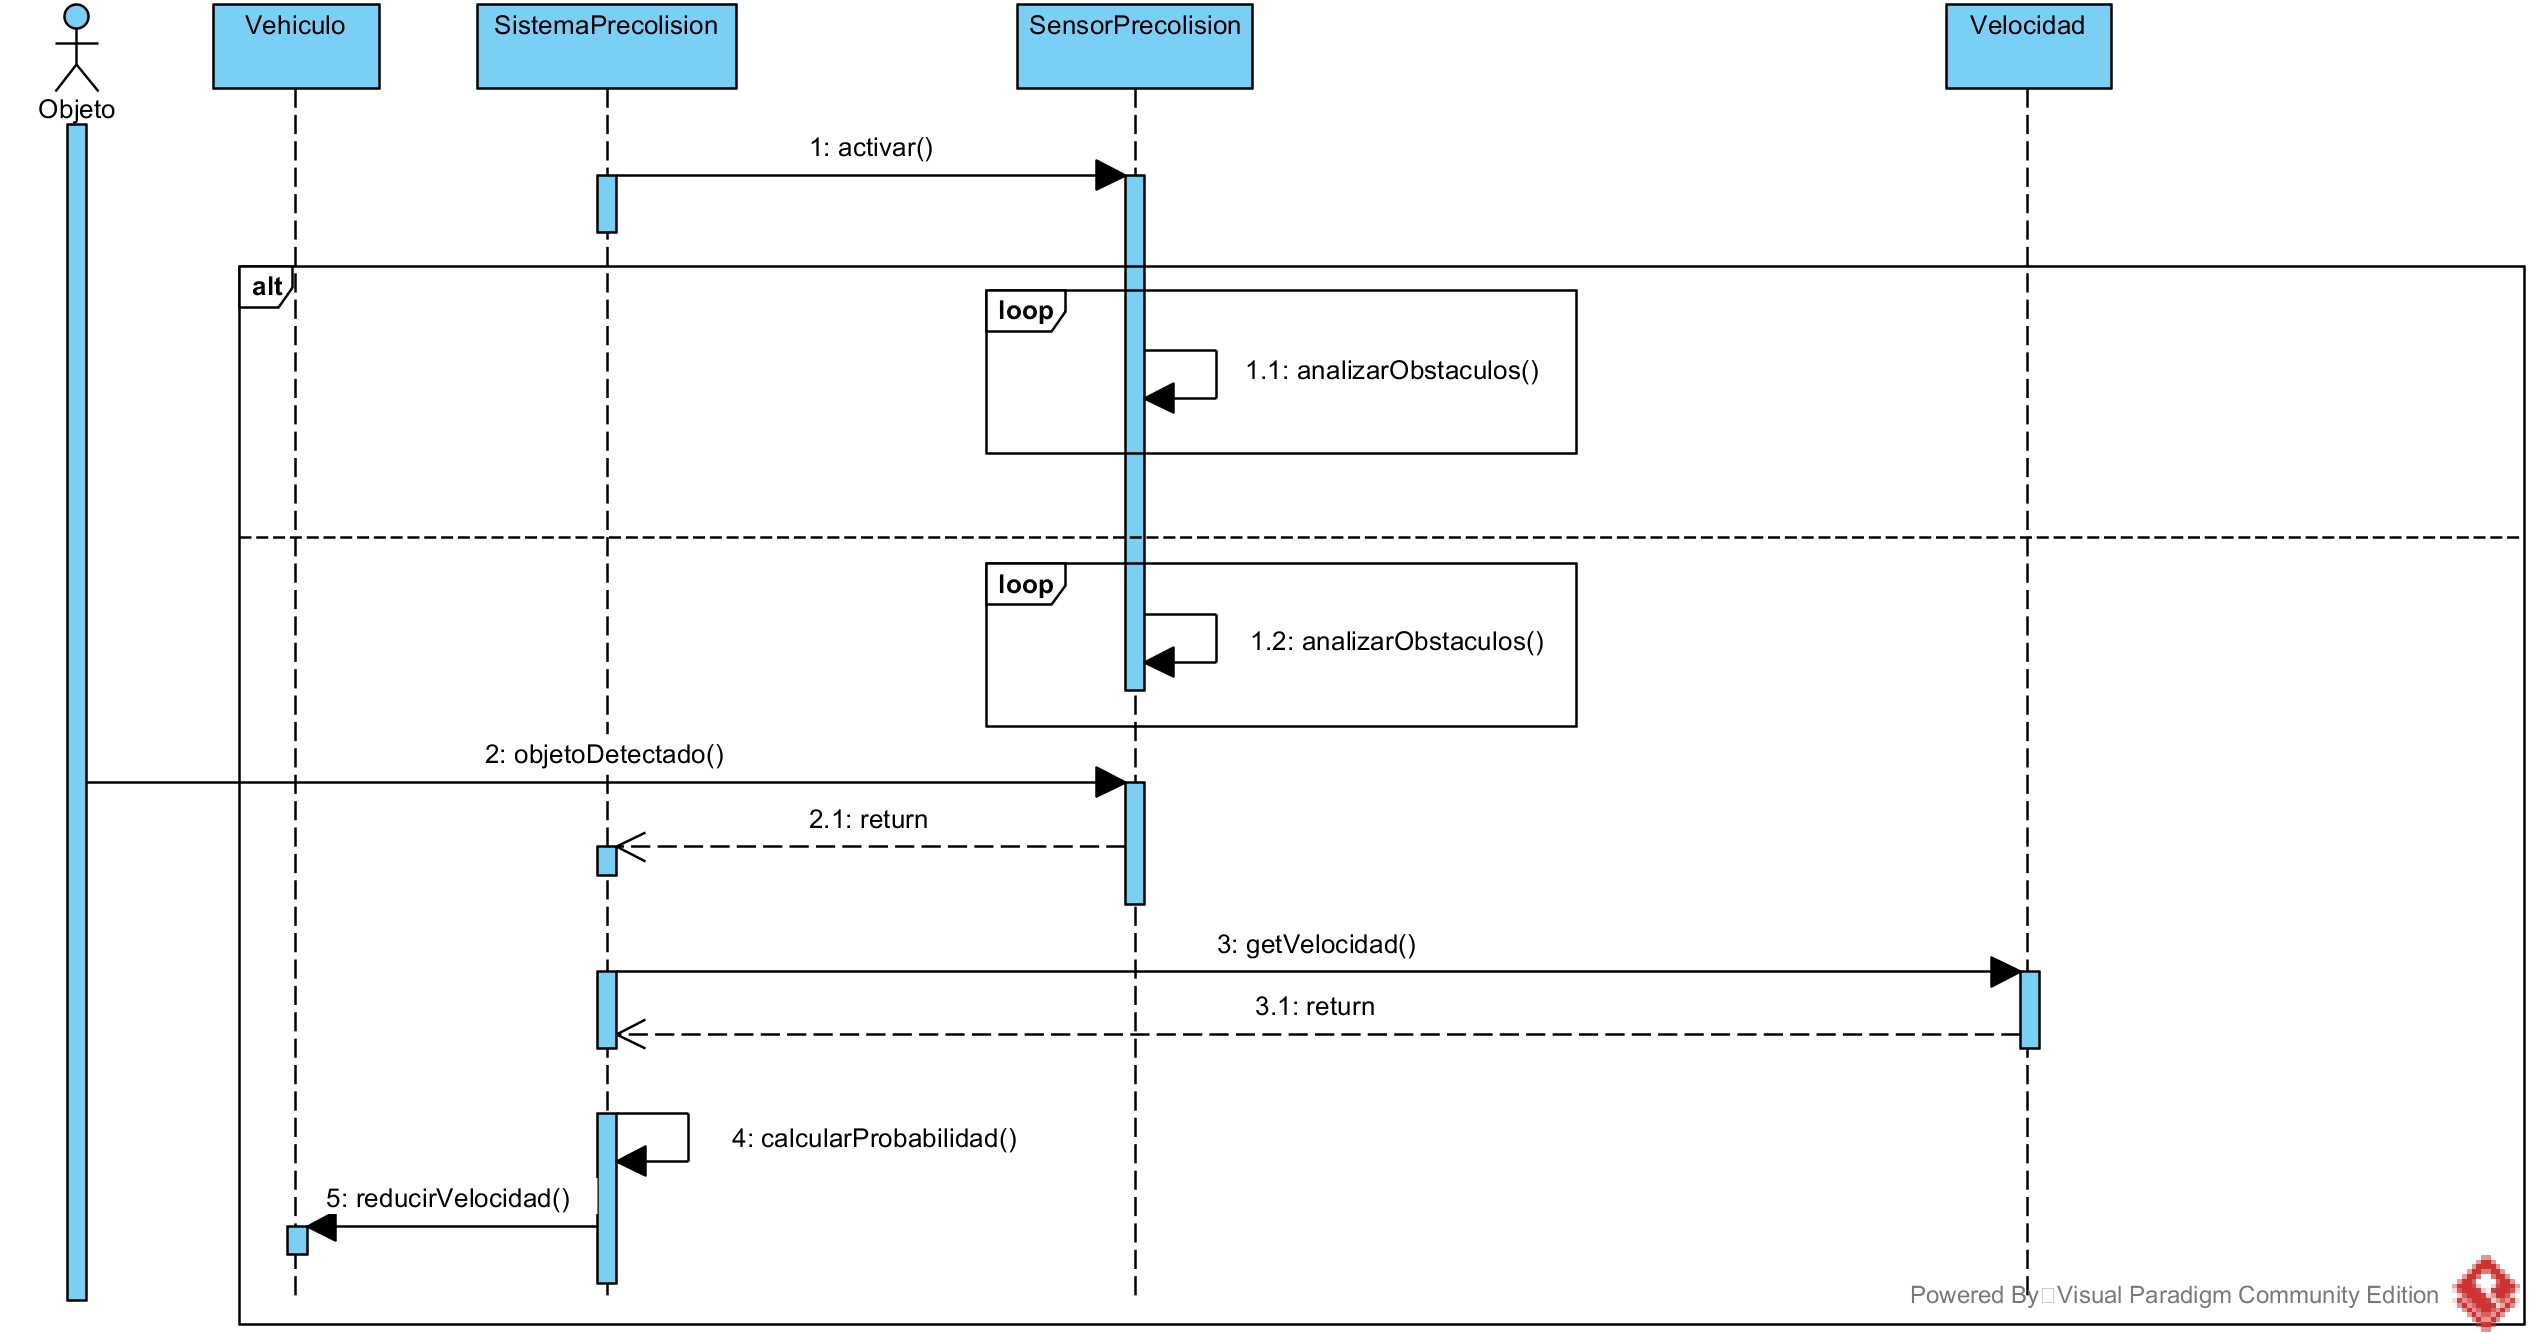 Objeto
Vehiculo
SistemaPrecolision
SensorPrecolision
Velocidad
1: activar()
alt
loop
1.1: analizarObstaculos()
loop
1.2: analizarObstaculos()
2: objetoDetectado()
2.1: return
3: getVelocidad()
3.1: return
4: calcularProbabilidad()
5: reducirVelocidad()
Powered By Visual Paradigm Community Edition